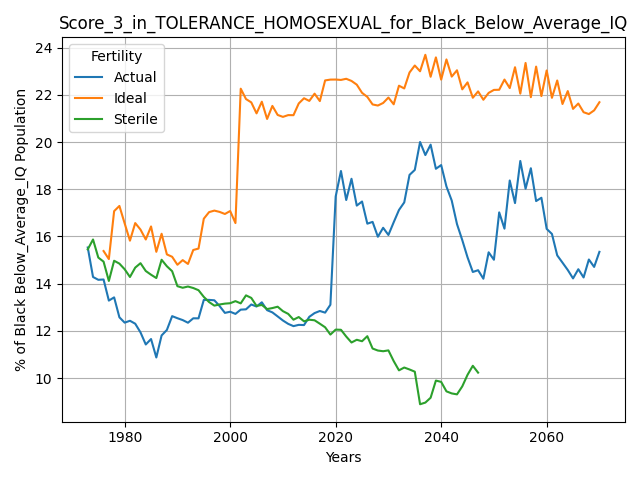 Score_3_in_TOLERANCE_HOMOSEXUAL_for_Black_Below_Average_IQ
% of Black Below_Average_IQ Population
24
22
20
18
16
14
12
10
Fertility
Actual
Ideal
Sterile
1980
2000
2020
2040
2060
Years